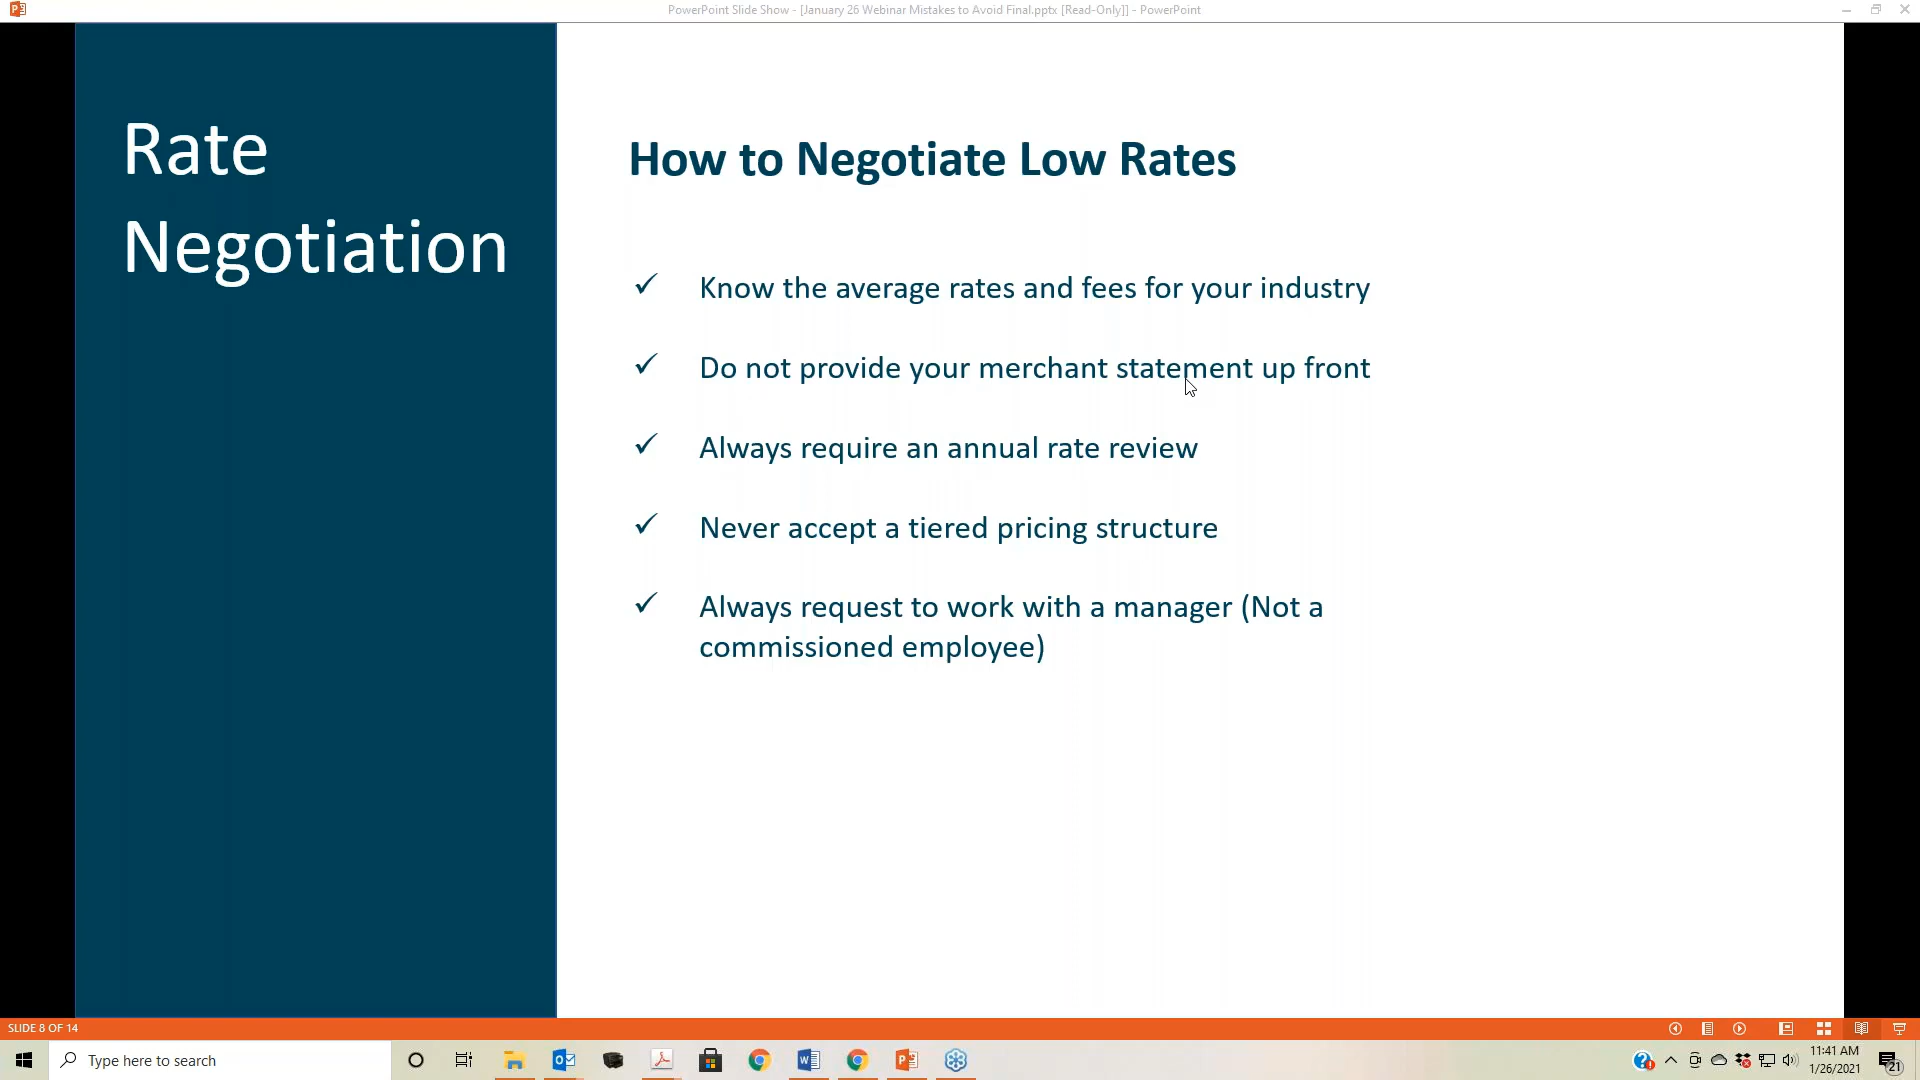 PowerPoint Slide Show - [January 26 Webinar Mistakes to Avoid Final.pptx [Read-Only]] - PowerPoint
Rate
Negotiation
How to Negotiate Low Rates
✓ Know the average rates and fees for your industry
✓ Do not provide your merchant statement up front
✓ Always require an annual rate review
✓ Never accept a tiered pricing structure
✓ Always request to work with a manager (Not a
commissioned employee)
SLIDE 8 OF 14
Type here to search
11:41 AM
1/26/2021
21